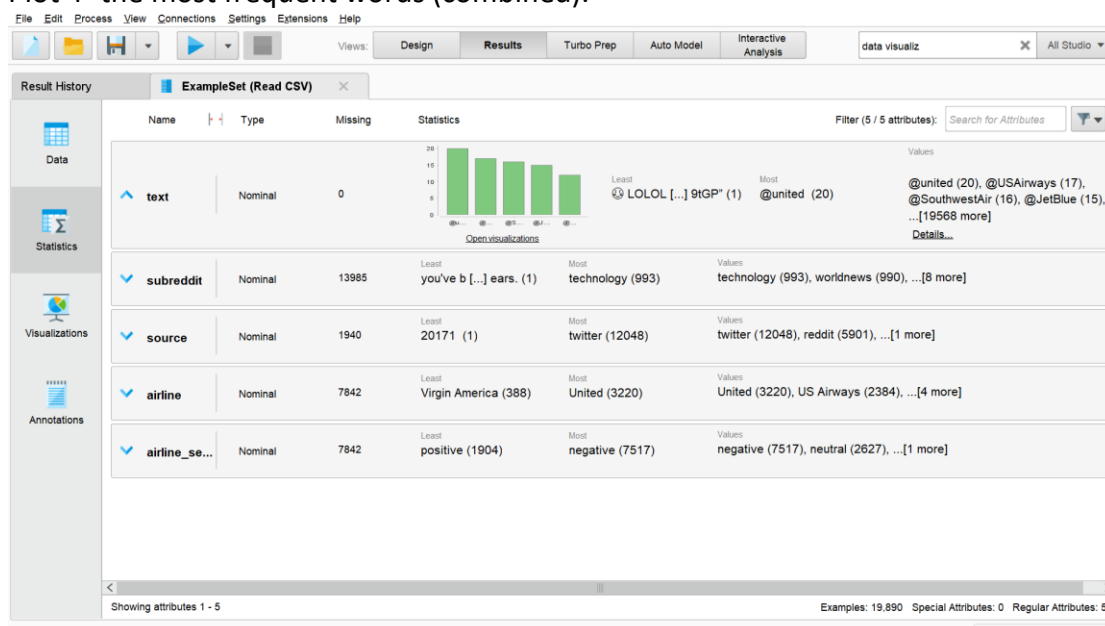 File Edit Process View Connections Settings Extensions Help
Views: Design Results Turbo Prep Auto Model Interactive Analysis data visualiz All Studio
Result History ExampleSet (Read CSV)
Name Type Missing Statistics Filter (5 / 5 attributes): Search for Attributes
Data
Statistics
Visualizations
Annotations
20
15
10
5
0
@u... @... @S... @J... @...
Open visualizations
text Nominal 0
Least
LOLOL [...] 9tGP" (1)
Most
@united (20)
Values
@united (20), @USAirways (17),
@SouthwestAir (16), @JetBlue (15),
...[19568 more]
Details...
subreddit Nominal 13985
Least
you've b [...] ears. (1)
Most
technology (993)
Values
technology (993), worldnews (990), ...[8 more]
source Nominal 1940
Least
20171 (1)
Most
twitter (12048)
Values
twitter (12048), reddit (5901), ...[1 more]
airline Nominal 7842
Least
Virgin America (388)
Most
United (3220)
Values
United (3220), US Airways (2384), ...[4 more]
airline_se... Nominal 7842
Least
positive (1904)
Most
negative (7517)
Values
negative (7517), neutral (2627), ...[1 more]
Showing attributes 1 - 5
Examples: 19,890 Special Attributes: 0 Regular Attributes: 5